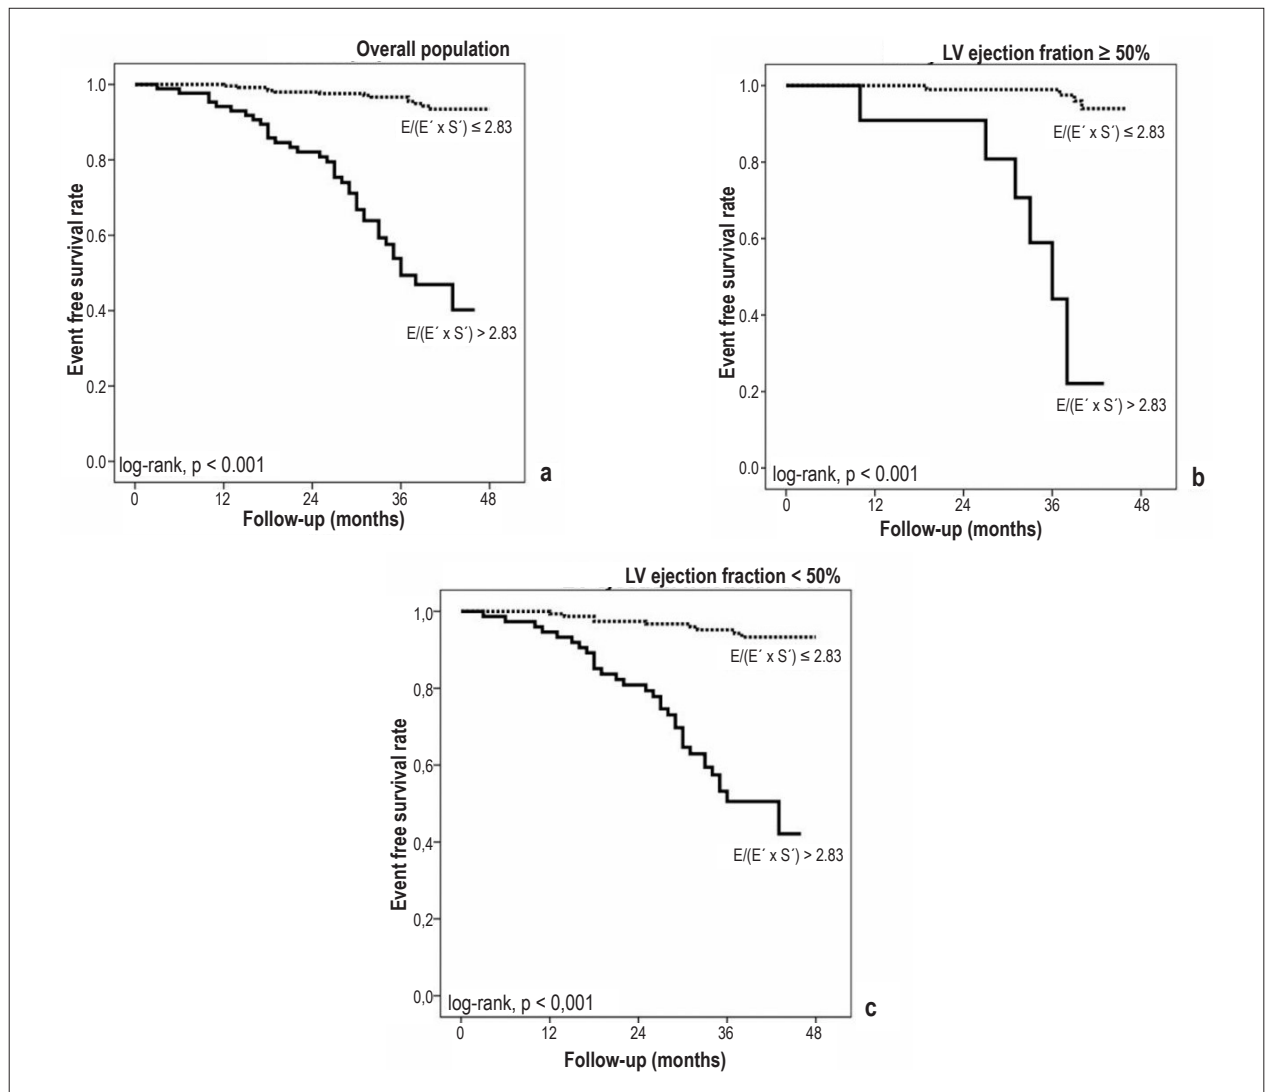 Overall population
Event free survival rate
1.0
0.8
0.6
0.4
0.2
0.0
E/(E´ x S´) ≤ 2.83
E/(E´ x S´) > 2.83
log-rank, p < 0.001
0 12 24 36 48
Follow-up (months)
a
LV ejection fration ≥ 50%
Event free survival rate
1.0
0.8
0.6
0.4
0.2
0.0
E/(E´ x S´) ≤ 2.83
E/(E´ x S´) > 2.83
log-rank, p < 0.001
0 12 24 36 48
Follow-up (months)
b
LV ejection fraction < 50%
Event free survival rate
1,0
0,8
0,6
0,4
0,2
0,0
E/(E´ x S´) ≤ 2.83
E/(E´ x S´) > 2.83
log-rank, p < 0,001
0 12 24 36 48
Follow-up (months)
c